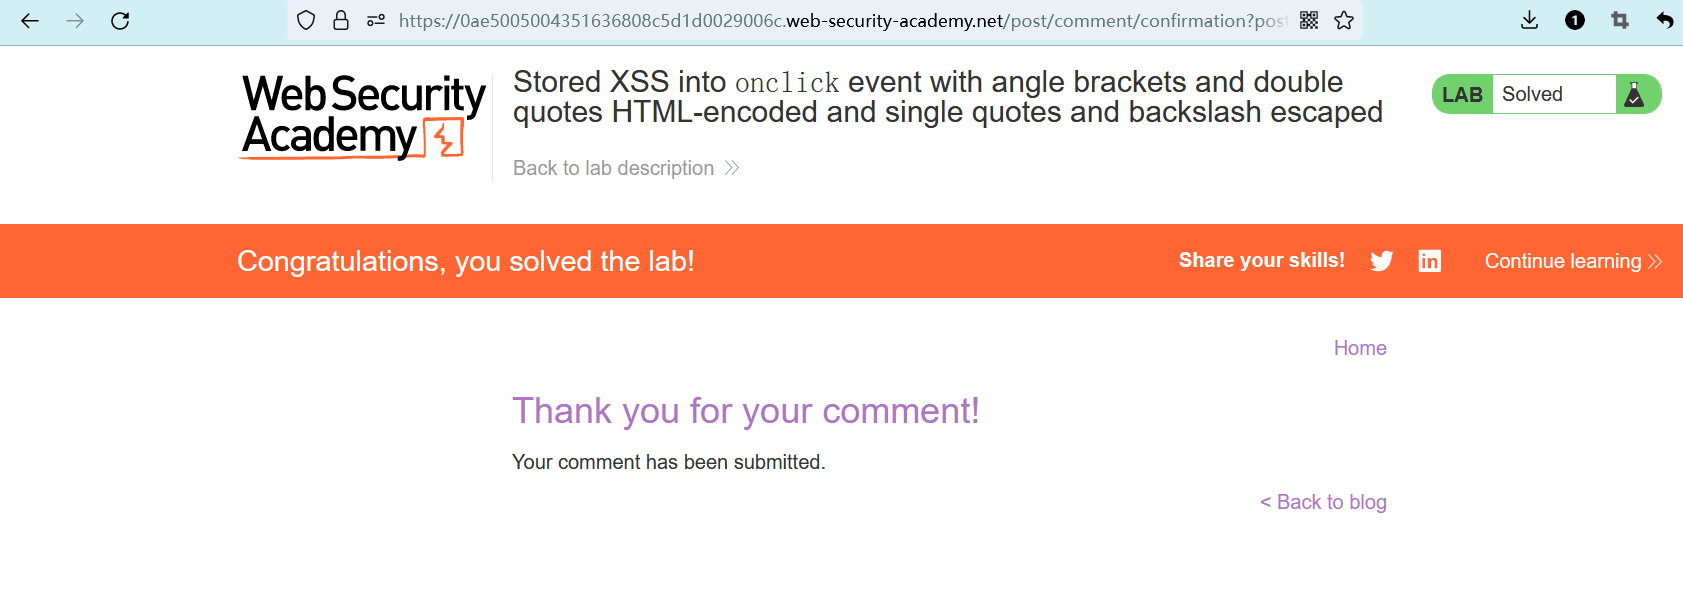 https://0ae5005004351636808c5d1d0029006c.web-security-academy.net/post/comment/confirmation?pos
1
Web Security
Academy
Stored XSS into onclick event with angle brackets and double
quotes HTML-encoded and single quotes and backslash escaped
LAB Solved
Back to lab description
Congratulations, you solved the lab!
Share your skills!
in
Continue learning
Home
Thank you for your comment!
Your comment has been submitted.
< Back to blog